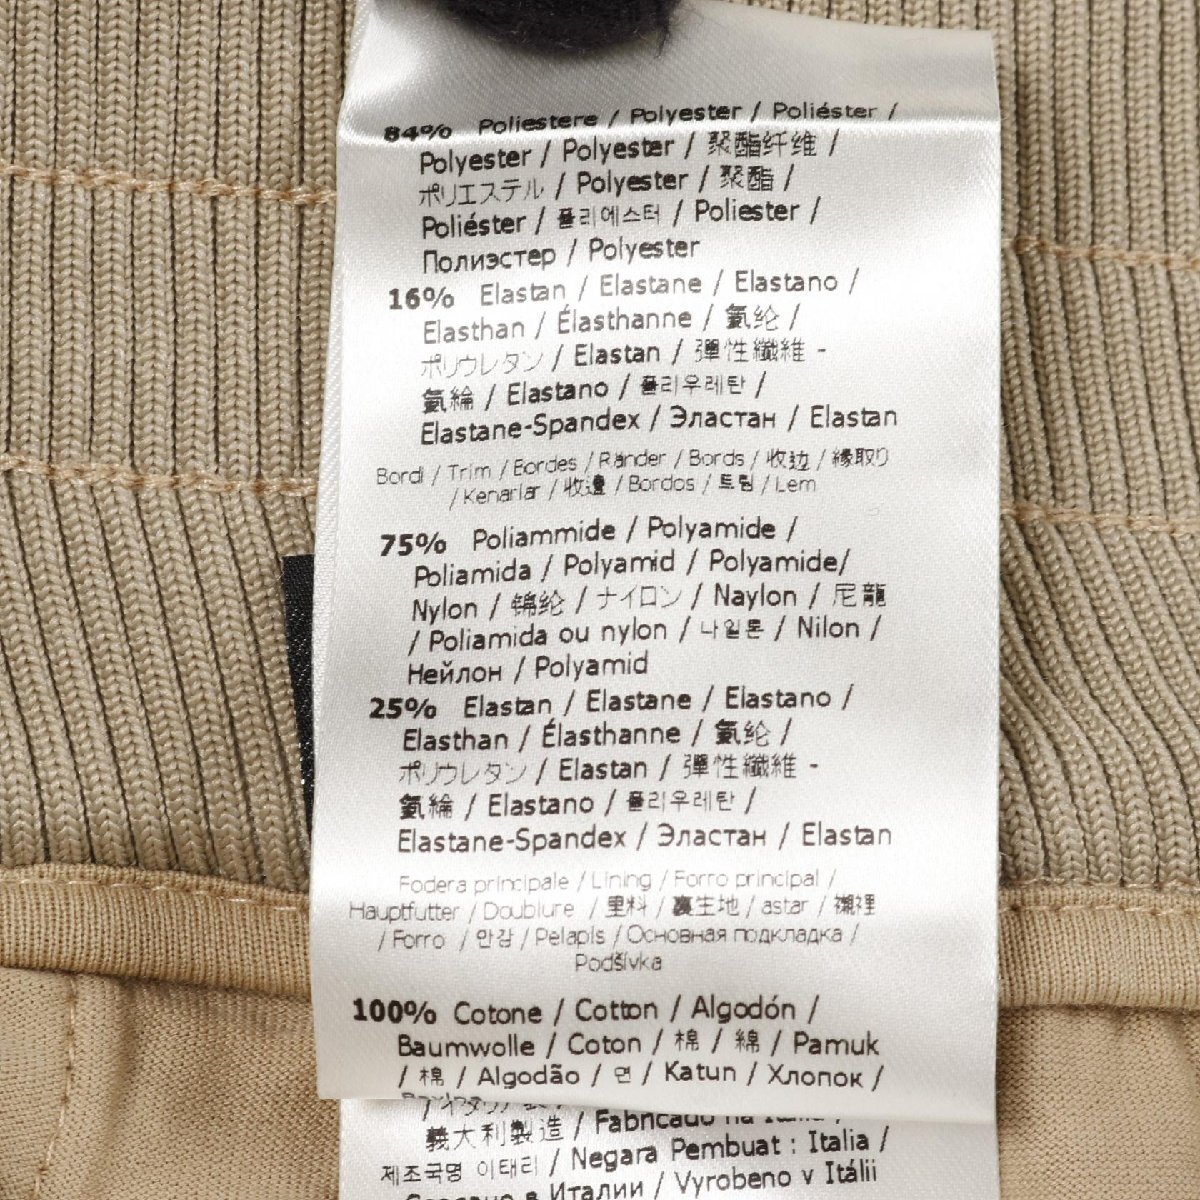 84% Poliestere / Polyester / Poliéster /
Polyester / Polyester / 聚酯纤维 /
ポリエステル / Polyester / 聚酯 /
Poliéster / 폴리에스터 / Poliester /
Полиэстер / Polyester
16% Elastan / Elastane / Elastano /
Elasthan / Élasthanne / 氨纶 /
ポリウレタン / Elastan / 彈性纖維 -
氨綸 / Elastano / 폴리우레탄 /
Elastane-Spandex / Эластан / Elastan
Bordi / Trim / Bordes / Ränder / Bords / 收边 / 縁取り
/ Kenarlar / 收邊 / Bordos / 트림 / Lem
75% Poliammide / Polyamide /
Poliamida / Polyamid / Polyamide/
Nylon / 锦纶 / ナイロン / Naylon / 尼龍
/ Poliamida ou nylon / 나일론 / Nilon /
Нейлон / Polyamid
25% Elastan / Elastane / Elastano /
Elasthan / Élasthanne / 氨纶 /
ポリウレタン / Elastan / 彈性纖維 -
氨綸 / Elastano / 폴리우레탄 /
Elastane-Spandex / Эластан / Elastan
Fodera principale / Lining / Forro principal /
Hauptfutter / Doublure / 里料 / 裏生地 / astar / 襯裡
/ Forro / 안감 / Pelapis / Основная подкладка /
Podšívka
100% Cotone / Cotton / Algodón /
Baumwolle / Coton / 棉 / 綿 / Pamuk
/ 棉 / Algodão / 면 / Katun / Хлопок /
/ イタリア製 /
義大利製造 / Fabricado na Itália /
제조국명 이태리 / Negara Pembuat : Italia /
Сделано в Италии / Vyrobeno v Itálii